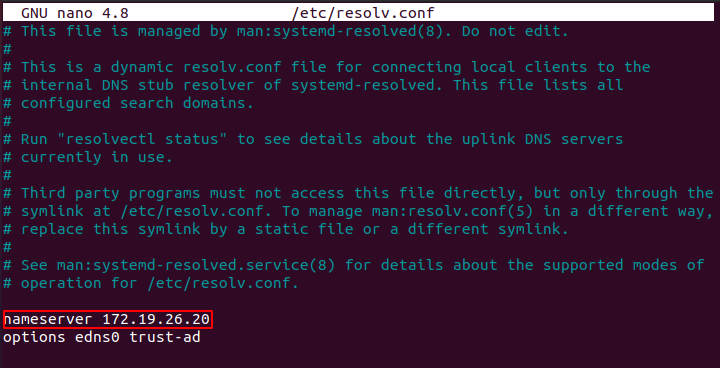 GNU nano 4.8 /etc/resolv.conf
# This file is managed by man:systemd-resolved(8). Do not edit.
#
# This is a dynamic resolv.conf file for connecting local clients to the
# internal DNS stub resolver of systemd-resolved. This file lists all
# configured search domains.
#
# Run "resolvectl status" to see details about the uplink DNS servers
# currently in use.
#
# Third party programs must not access this file directly, but only through the
# symlink at /etc/resolv.conf. To manage man:resolv.conf(5) in a different way,
# replace this symlink by a static file or a different symlink.
#
# See man:systemd-resolved.service(8) for details about the supported modes of
# operation for /etc/resolv.conf.
nameserver 172.19.26.20
options edns0 trust-ad